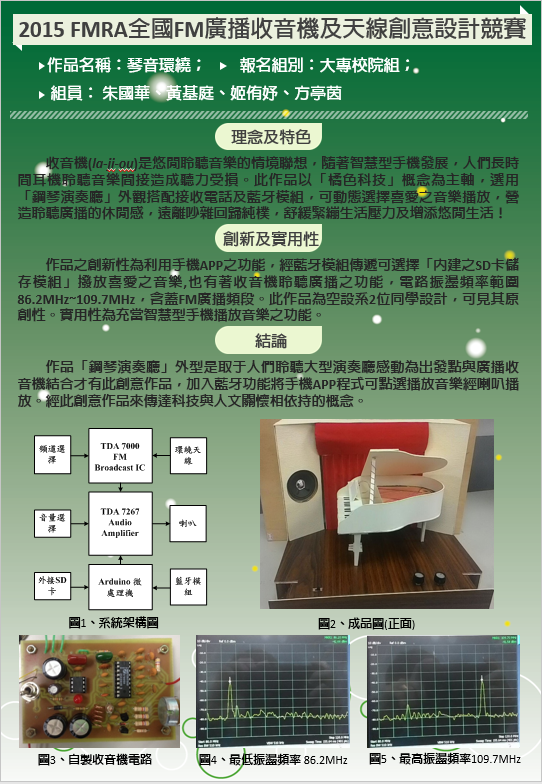 2015 FMRA全國FM廣播收音機及天線創意設計競賽
▶作品名稱：琴音環繞； ▶ 報名組別：大專校院組；
▶ 組員： 朱國華、黃基庭、姬侑妤、方亭茵
理念及特色
收音機(la-ji-ou)是悠閒聆聽音樂的情境聯想，隨著智慧型手機發展，人們長時
間耳機聆聽音樂間接造成聽力受損。此作品以「橘色科技」概念為主軸，選用
「鋼琴演奏廳」外觀搭配接收電話及藍牙模組，可動態選擇喜愛之音樂播放，營
造聆聽廣播的休閒感，遠離吵雜回歸純樸，舒緩緊繃生活壓力及增添悠閒生活！
創新及實用性
作品之創新性為利用手機APP之功能，經藍牙模組傳遞可選擇「內建之SD卡儲
存模組」撥放喜愛之音樂,也有著收音機聆聽廣播之功能，電路振盪頻率範圍
86.2MHz~109.7MHz，含蓋FM廣播頻段。此作品為空設系2位同學設計，可見其原
創性。實用性為充當智慧型手機播放音樂之功能。
結論
作品「鋼琴演奏廳」外型是取于人們聆聽大型演奏廳感動為出發點與廣播收
音機結合才有此創意作品，加入藍牙功能將手機APP程式可點選播放音樂經喇叭播
放。經此創意作品來傳達科技與人文關懷相依持的概念。
頻道選
擇
TDA 7000
FM
Broadcast IC
環繞天
線
音量選
擇
TDA 7267
Audio
Amplifier
喇叭
外接SD
卡
Arduino 微
處理機
藍牙模
組
圖1、系統架構圖
圖2、成品圖(正面)
圖3、自製收音機電路
圖4、最低振盪頻率 86.2MHz
圖5、最高振盪頻率109.7MHz